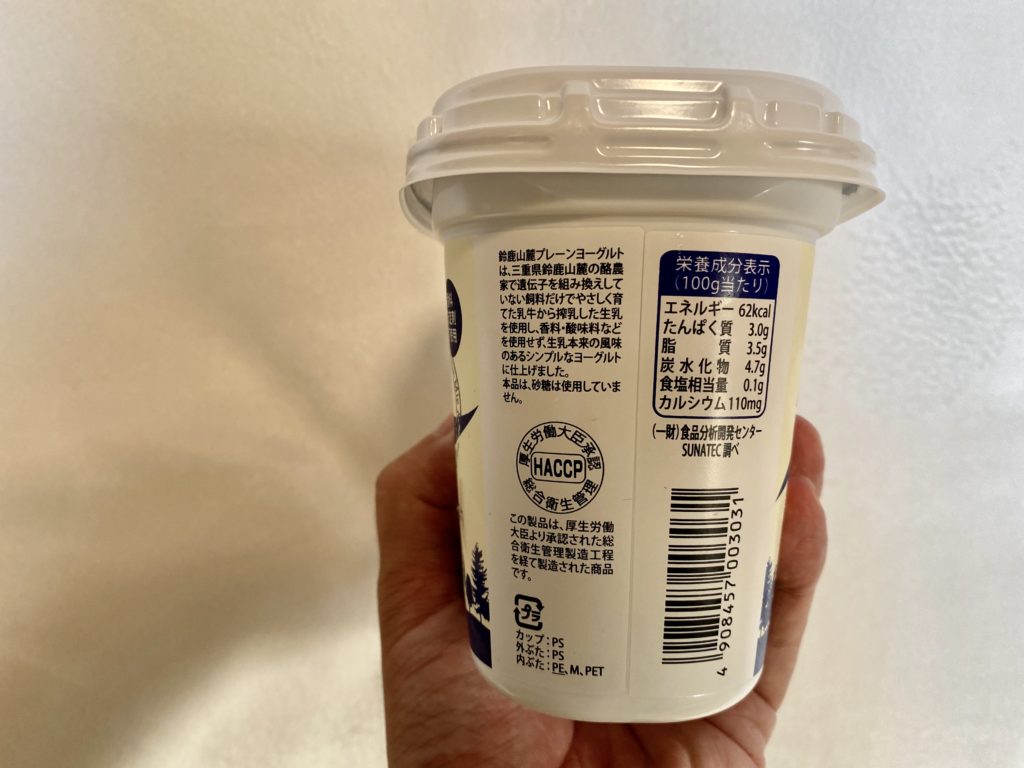 鈴鹿山麓プレーンヨーグルト
は、三重県鈴鹿山麓の酪農
家で遺伝子を組み換えして
いない飼料だけでやさしく育
てた乳牛から搾乳した生乳
を使用し、香料・酸味料など
を使用せず、生乳本来の風味
のあるシンプルなヨーグルト
に仕上げました。
本品は、砂糖は使用していま
せん。
厚生労働大臣承認
HACCP
総合衛生管理
この製品は、厚生労働
大臣より承認された総
合衛生管理製造工程
を経て製造された商品
です。
プラ
カップ:PS
外ぶた:PS
内ぶた:PE、M、PET
栄養成分表示
(100g当たり)
エネルギー 62kcal
たんぱく質 3.0g
脂質 3.5g
炭水化物 4.7g
食塩相当量 0.1g
カルシウム 110mg
(一財)食品分析開発センター
SUNATEC 調べ
4 908457 003031